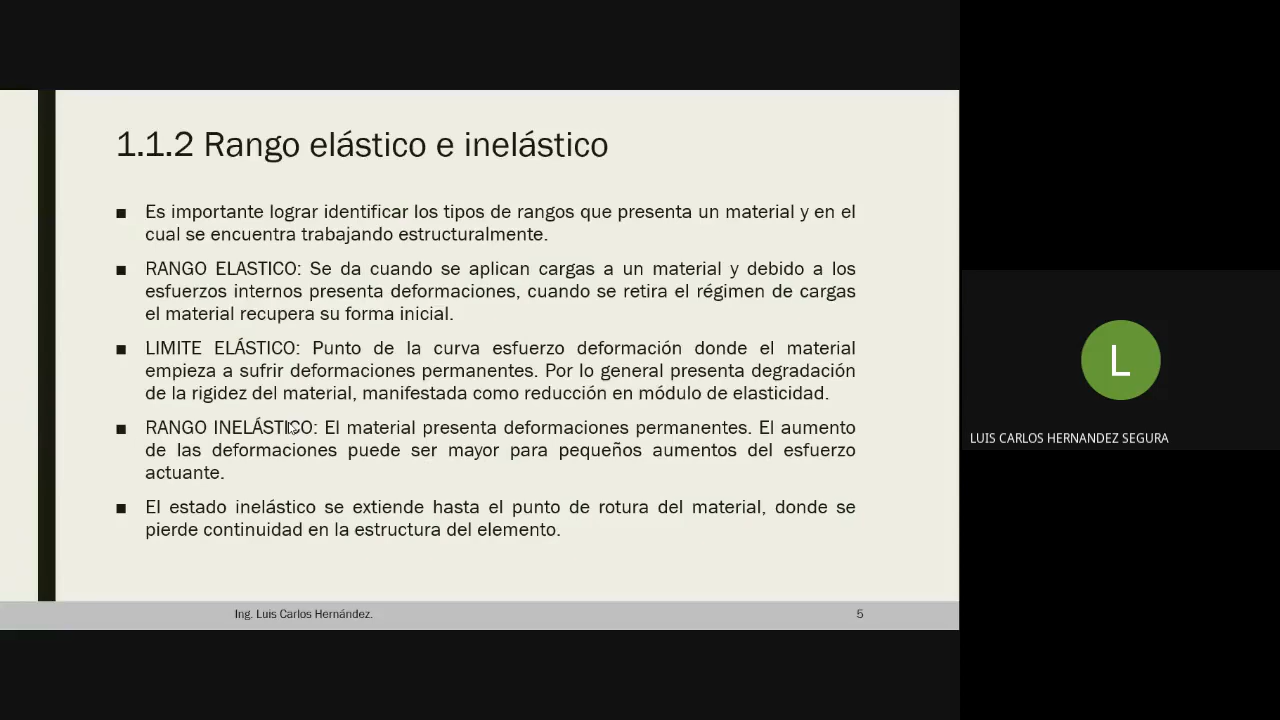 1.1.2 Rango elástico e inelástico
Es importante lograr identificar los tipos de rangos que presenta un material y en el
cual se encuentra trabajando estructuralmente.
RANGO ELASTICO: Se da cuando se aplican cargas a un material y debido a los
esfuerzos internos presenta deformaciones, cuando se retira el régimen de cargas
el material recupera su forma inicial.
LIMITE ELÁSTICO: Punto de la curva esfuerzo deformación donde el material
empieza a sufrir deformaciones permanentes. Por lo general presenta degradación
de la rigidez del material, manifestada como reducción en módulo de elasticidad.
RANGO INELÁSTICO: El material presenta deformaciones permanentes. El aumento
de las deformaciones puede ser mayor para pequeños aumentos del esfuerzo
actuante.
El estado inelástico se extiende hasta el punto de rotura del material, donde se
pierde continuidad en la estructura del elemento.
Ing. Luis Carlos Hernández.
5
L
LUIS CARLOS HERNANDEZ SEGURA